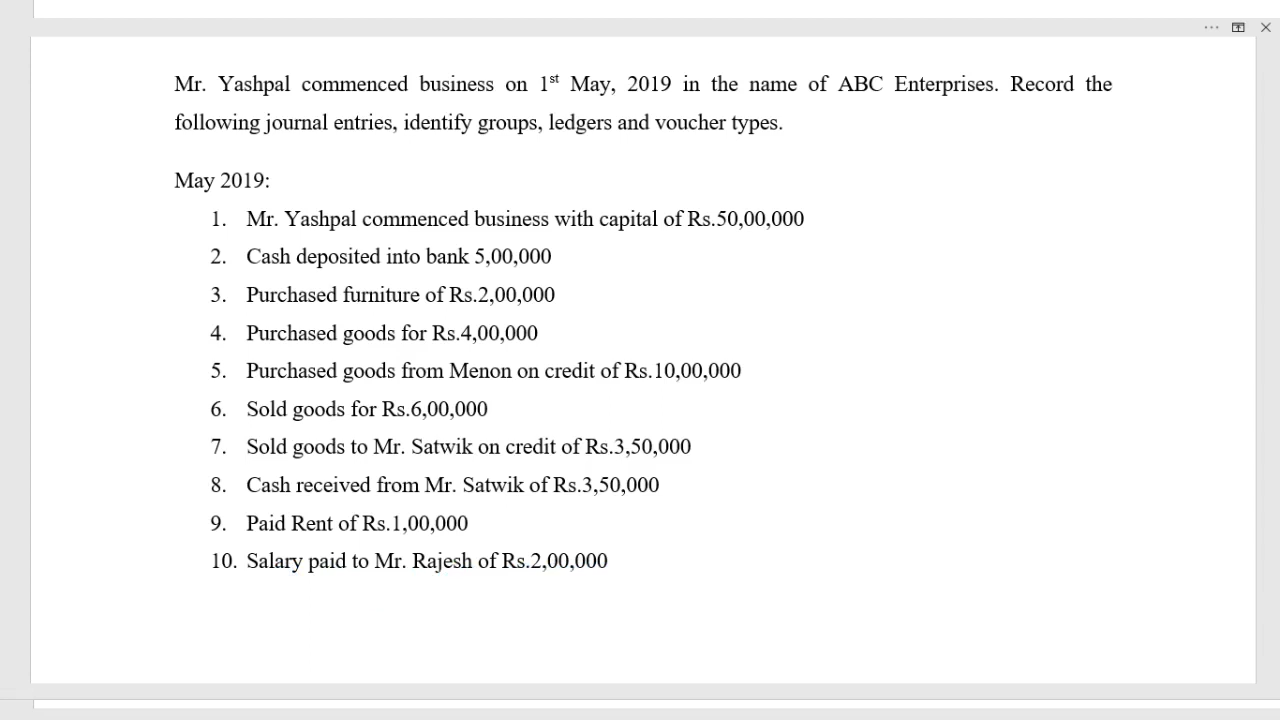 Mr. Yashpal commenced business on 1st May, 2019 in the name of ABC Enterprises. Record the
following journal entries, identify groups, ledgers and voucher types.
May 2019:
1. Mr. Yashpal commenced business with capital of Rs.50,00,000
2. Cash deposited into bank 5,00,000
3. Purchased furniture of Rs.2,00,000
4. Purchased goods for Rs.4,00,000
5. Purchased goods from Menon on credit of Rs.10,00,000
6. Sold goods for Rs.6,00,000
7. Sold goods to Mr. Satwik on credit of Rs.3,50,000
8. Cash received from Mr. Satwik of Rs.3,50,000
9. Paid Rent of Rs.1,00,000
10. Salary paid to Mr. Rajesh of Rs.2,00,000